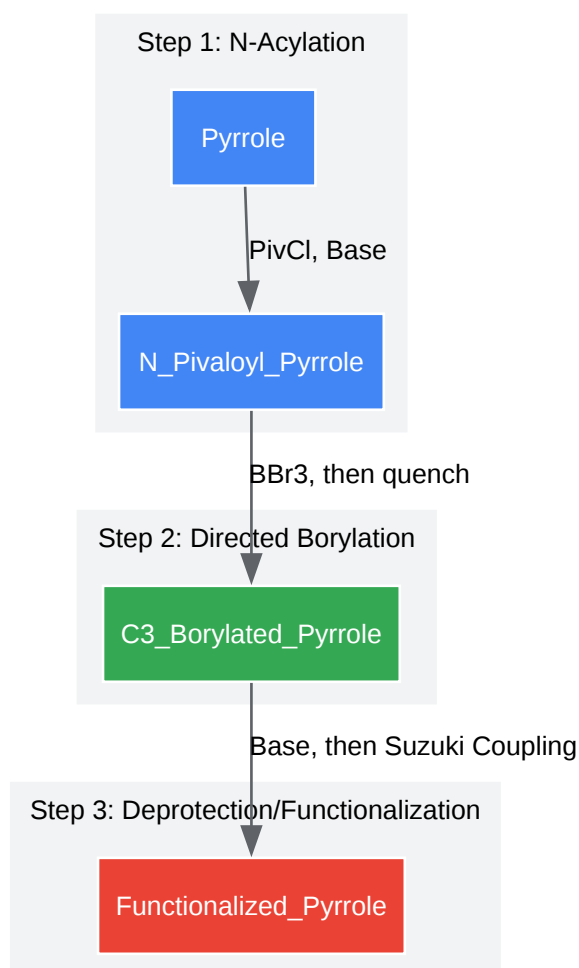 Step 1: N-Acylation
Pyrrole
PivCl, Base
N_Pivaloyl_Pyrrole
BBr3, then quench
Step 2: Directed Borylation
C3_Borylated_Pyrrole
Base, then Suzuki Coupling
Step 3: Deprotection/Functionalization
Functionalized_Pyrrole